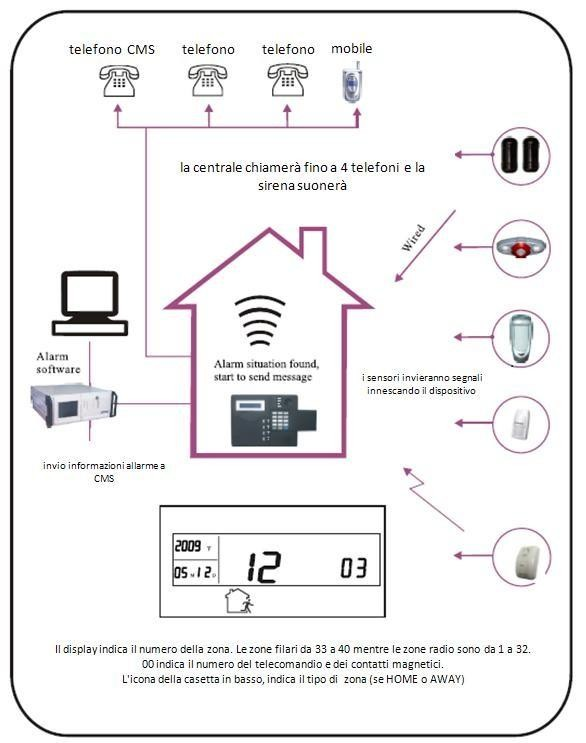 telefono CMS telefono telefono mobile
la centrale chiamerà fino a 4 telefoni e la
sirena suonerà
Wired
Alarm
software
Alarm situation found,
start to send message
i sensori invieranno segnali
innescando il dispositivo
invio informazioni allarme a
CMS
2009 Y
12 03
05 M 12 D
Il display indica il numero della zona. Le zone filari da 33 a 40 mentre le zone radio sono da 1 a 32.
00 indica il numero del telecomandio e dei contatti magnetici.
L'icona della casetta in basso, indica il tipo di zona (se HOME o AWAY)